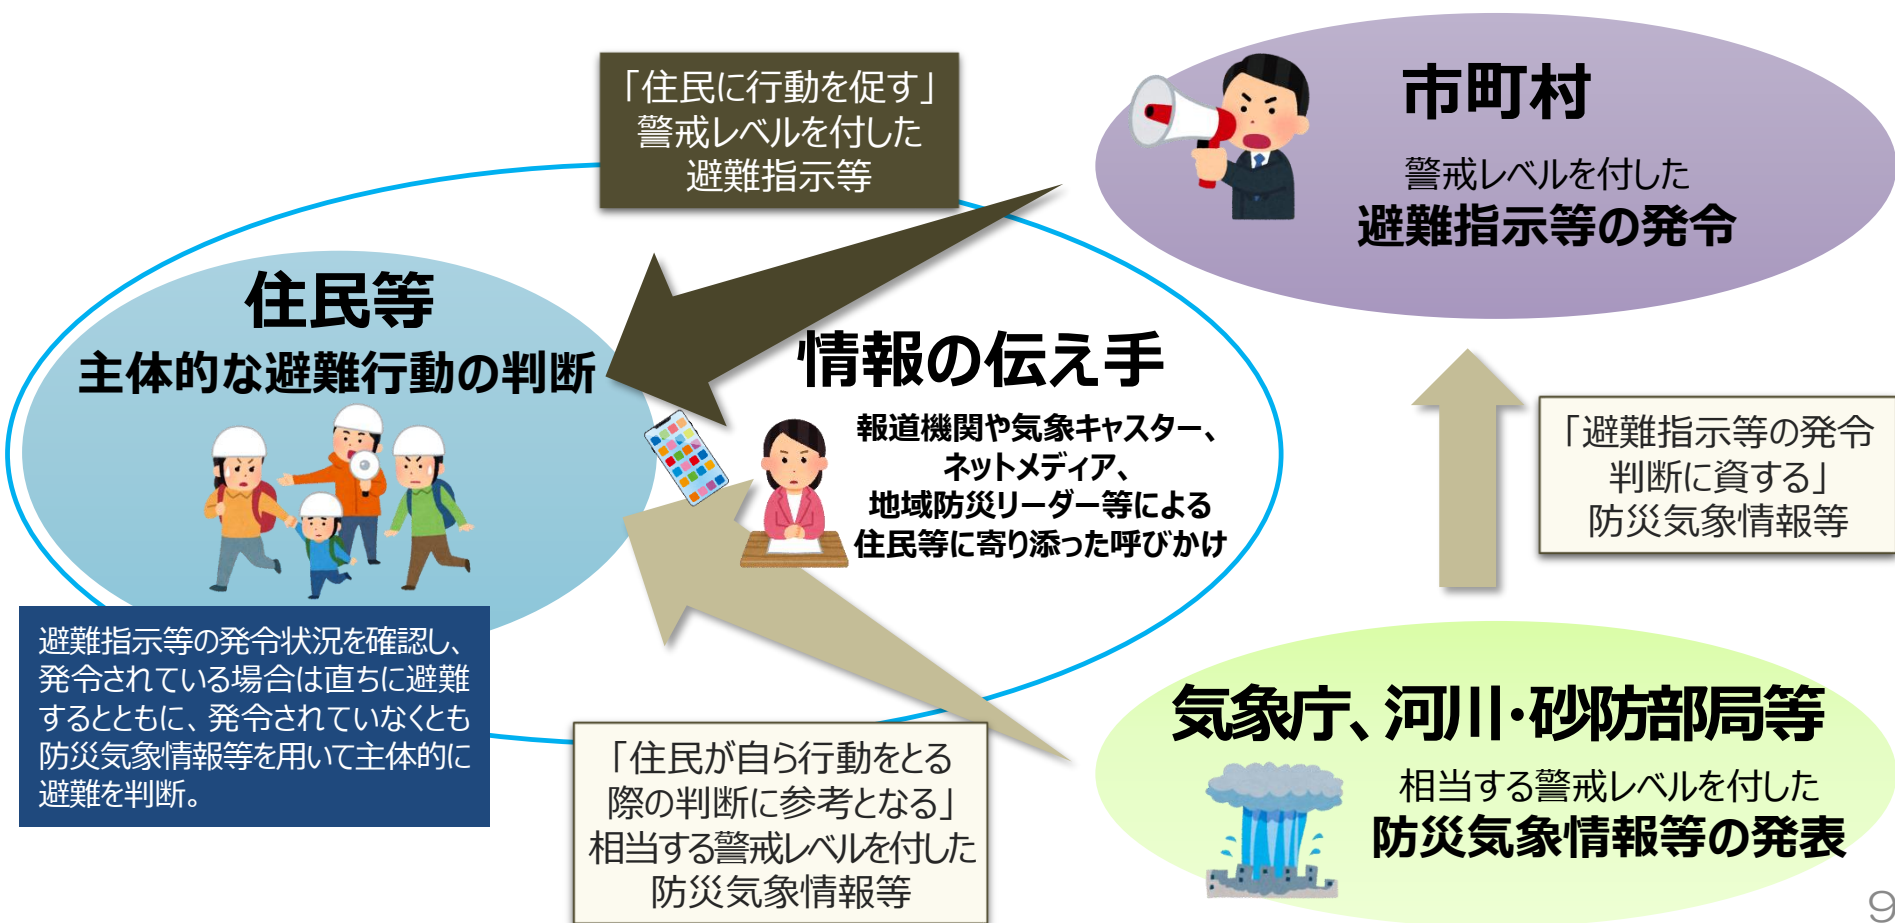 「住民に行動を促す」
警戒レベルを付した
避難指示等
市町村
警戒レベルを付した
避難指示等の発令
住民等
主体的な避難行動の判断
情報の伝え手
報道機関や気象キャスター、
ネットメディア、
地域防災リーダー等による
住民等に寄り添った呼びかけ
「避難指示等の発令
判断に資する」
防災気象情報等
避難指示等の発令状況を確認し、
発令されている場合は直ちに避難
するとともに、発令されていなくとも
防災気象情報等を用いて主体的に
避難を判断。
「住民が自ら行動をとる
際の判断に参考となる」
相当する警戒レベルを付した
防災気象情報等
気象庁、河川・砂防部局等
相当する警戒レベルを付した
防災気象情報等の発表
9